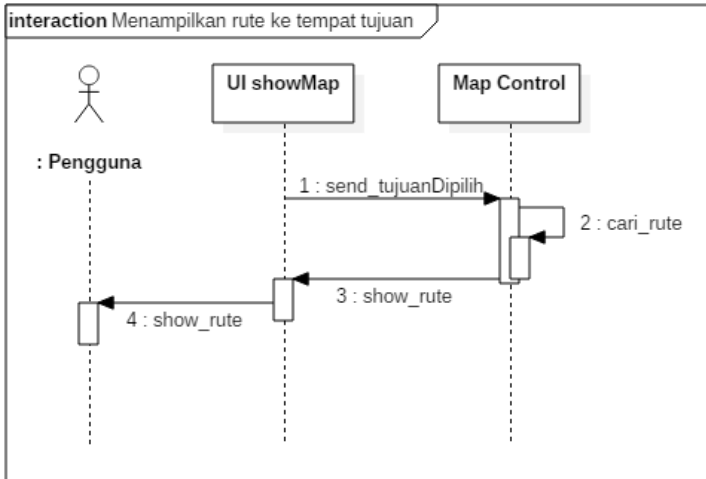 interaction Menampilkan rute ke tempat tujuan
UI showMap
Map Control
: Pengguna
1 : send_tujuanDipilih
2 : cari_rute
3 : show_rute
4 : show_rute